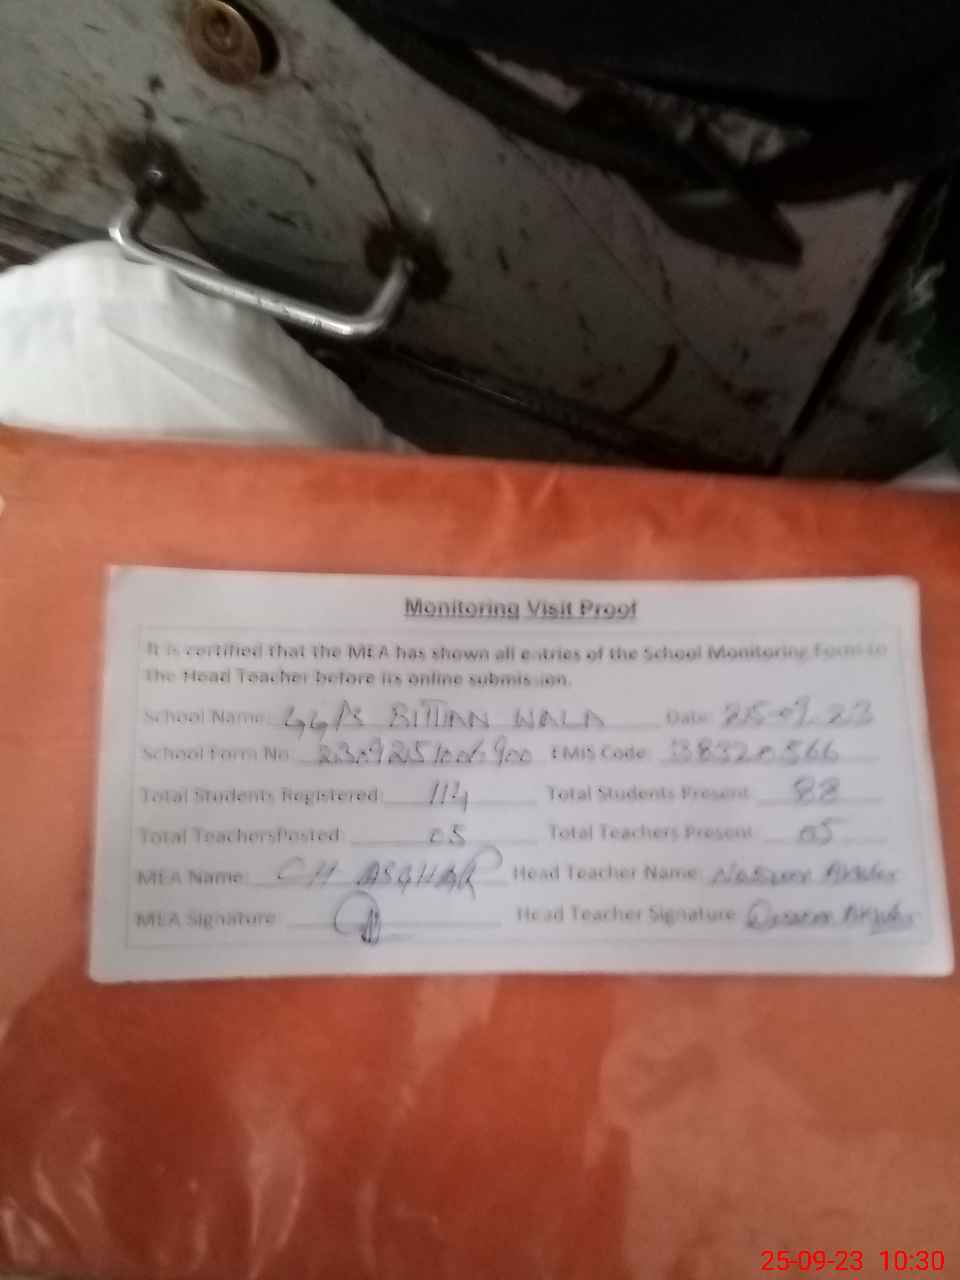 Monitoring Visit Proof
It is certified that the MEA has shown all entries of the School Monitoring Form to
the Head Teacher before its online submission.
School Name: BITTIAN WALA Date: 25-09-23
School Form No: EMIS Code: 38320566
Total Students Registered: 114 Total Students Present: 88
Total TeachersPosted: 05 Total Teachers Present: 05
MEA Name: CH ASGHAR Head Teacher Name:
MEA Signature: Head Teacher Signature:
25-09-23 10:30